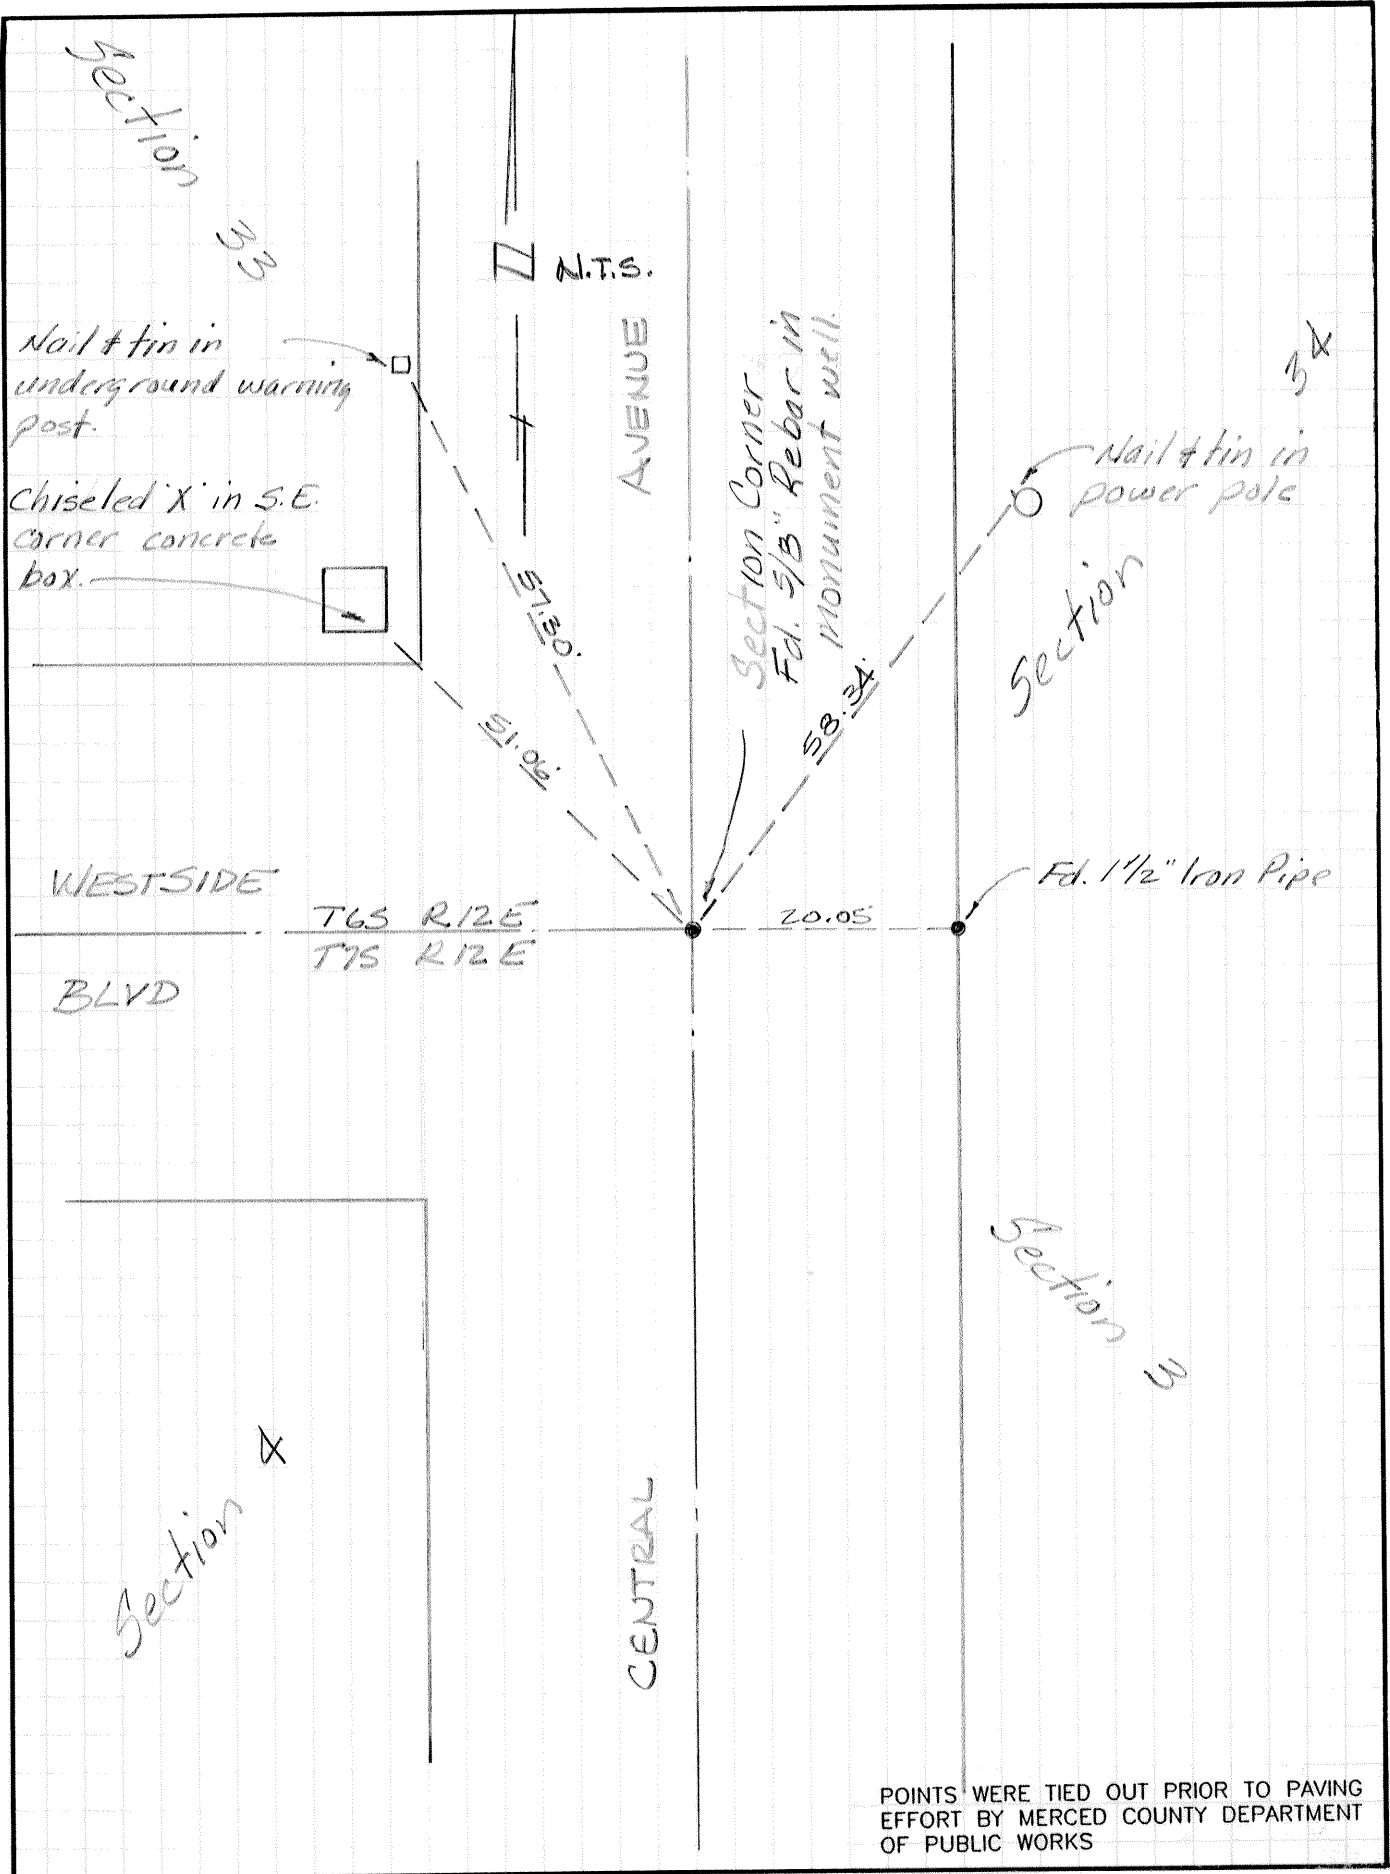 Section 33
N.T.S.
Nail & tin in
underground warning
post.
Chiseled 'X' in S.E.
corner concrete
box.
AVENUE
Section Corner
Fd. 5/8" Rebar in
monument well.
Section 34
Nail & tin in
power pole
57.30'
51.06'
58.34'
WESTSIDE
T6S R12E
T7S R12E
BLVD
20.05
Fd. 1 1/2" Iron Pipe
Section 4
CENTRAL
Section 3
POINTS WERE TIED OUT PRIOR TO PAVING
EFFORT BY MERCED COUNTY DEPARTMENT
OF PUBLIC WORKS